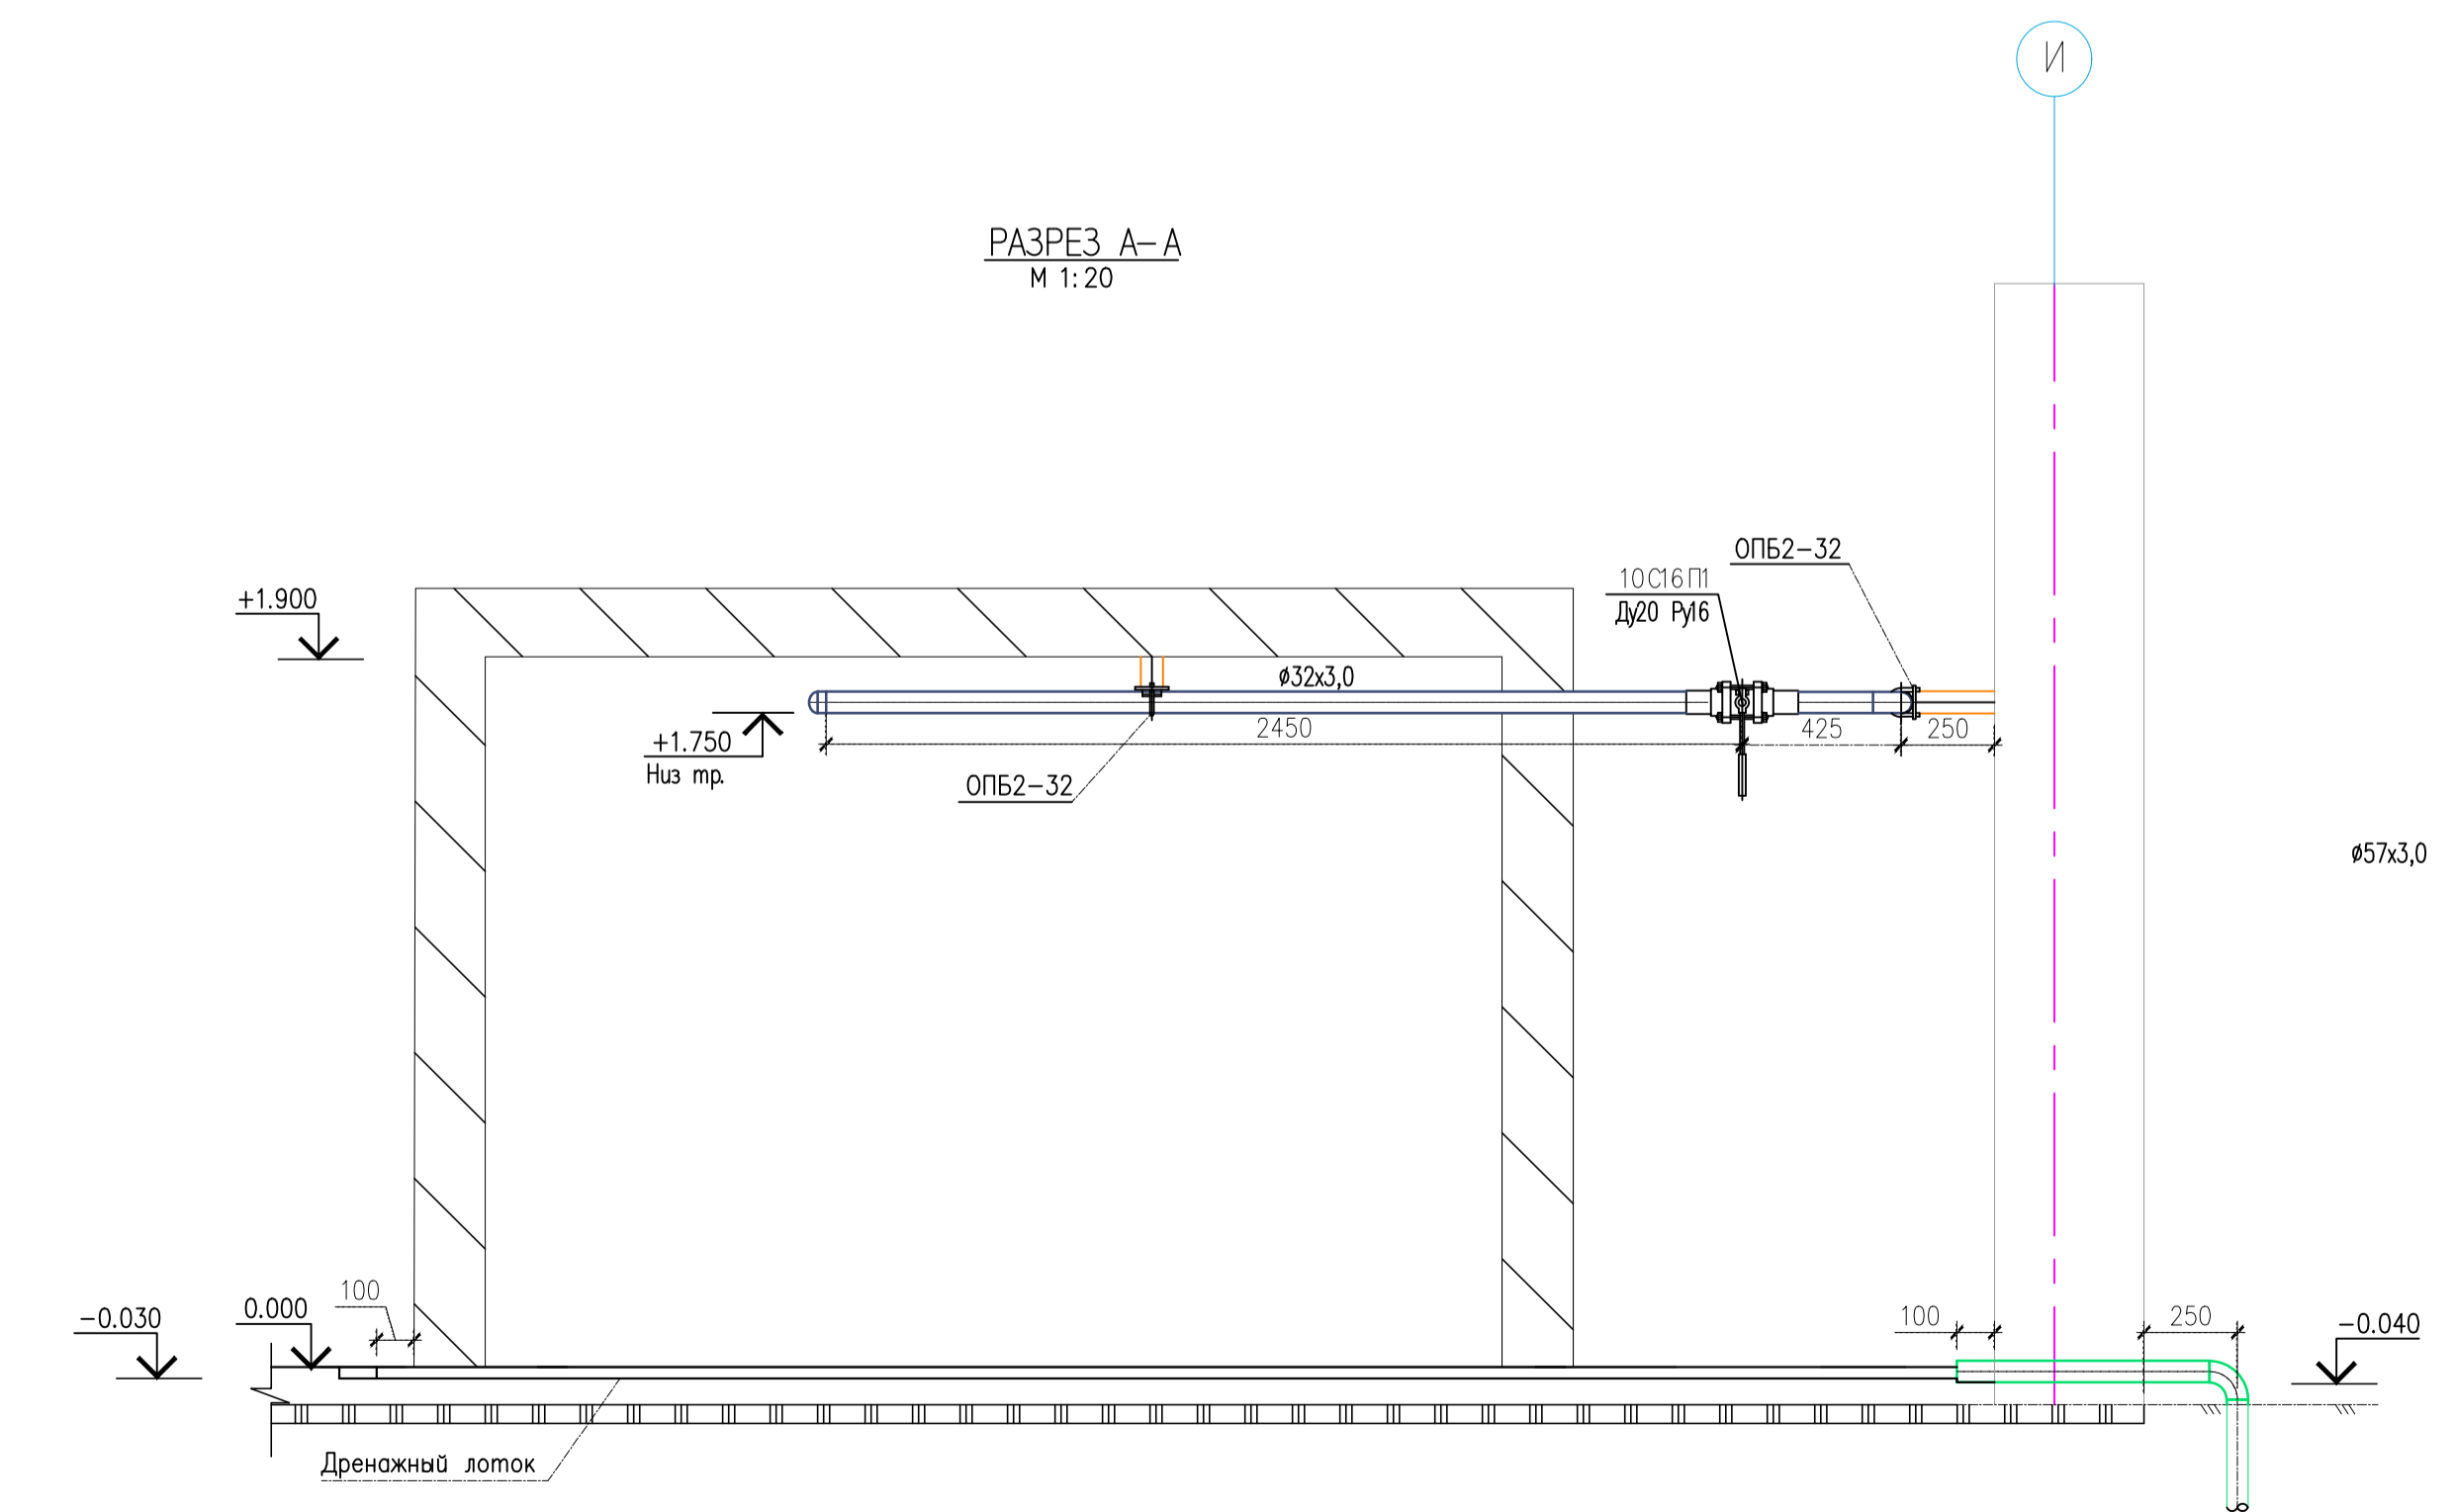 И
РАЗРЕЗ А-А
М 1:20
ОПБ2-32
10С16П1
Ду20 Ру16
+1.900
ø32х3,0
2450
425
250
+1.750
Низ тр.
ОПБ2-32
ø57х3,0
100
0.000
-0.030
100
250
-0.040
Дренажный лоток